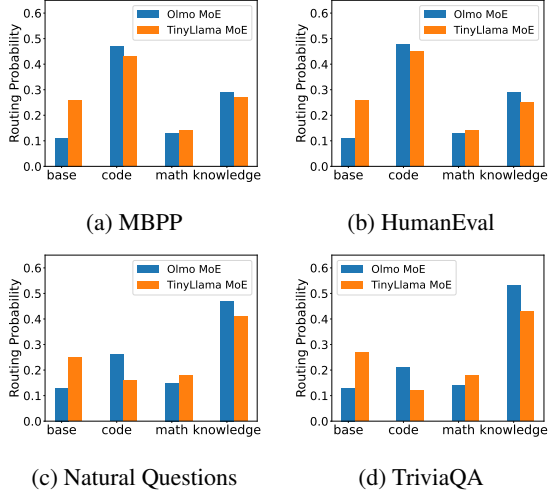 Routing Probability
0.6
0.5
0.4
0.3
0.2
0.1
0.0
Olmo MoE
TinyLlama MoE
base code math knowledge
(a) MBPP
Routing Probability
0.6
0.5
0.4
0.3
0.2
0.1
0.0
Olmo MoE
TinyLlama MoE
base code math knowledge
(b) HumanEval
Routing Probability
0.6
0.5
0.4
0.3
0.2
0.1
0.0
Olmo MoE
TinyLlama MoE
base code math knowledge
(c) Natural Questions
Routing Probability
0.6
0.5
0.4
0.3
0.2
0.1
0.0
Olmo MoE
TinyLlama MoE
base code math knowledge
(d) TriviaQA